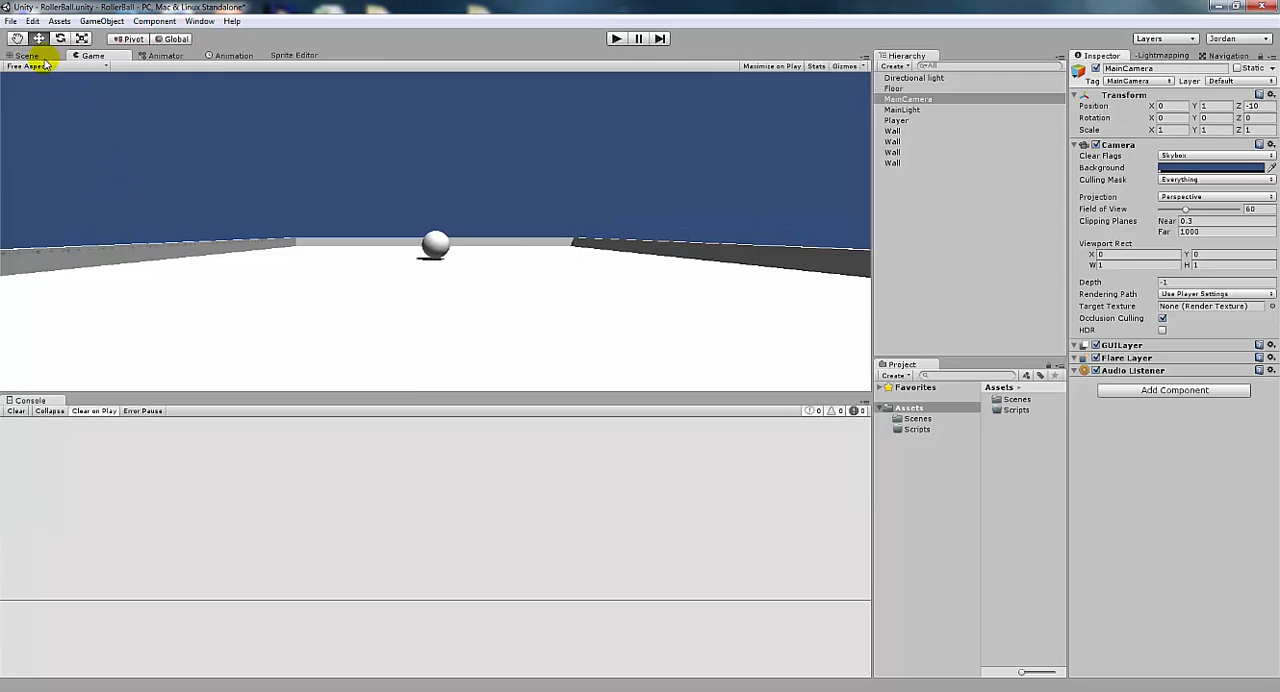 Unity - RollerBall.unity - RollerBall - PC, Mac & Linux Standalone*
File Edit Assets GameObject Component Window Help
Pivot Global Layers Jordan
Scene Game Animator Animation Sprite Editor
Free Aspect Maximize on Play Stats Gizmos
Hierarchy
Create All
Directional light
Floor
MainCamera
MainLight
Player
Wall
Wall
Wall
Wall
Inspector Lightmapping Navigation
MainCamera Static
Tag MainCamera Layer Default
Transform
Position X 0 Y 1 Z -10
Rotation X 0 Y 0 Z 0
Scale X 1 Y 1 Z 1
Camera
Clear Flags Skybox
Background
Culling Mask Everything
Projection Perspective
Field of View 60
Clipping Planes Near 0.3
Far 1000
Viewport Rect
X 0 Y 0
W 1 H 1
Depth -1
Rendering Path Use Player Settings
Target Texture None (Render Texture)
Occlusion Culling
HDR
GUILayer
Flare Layer
Audio Listener
Add Component
Project
Create
Favorites
Assets
Scenes
Scripts
Assets
Scenes
Scripts
Console
Clear Collapse Clear on Play Error Pause 0 0 0